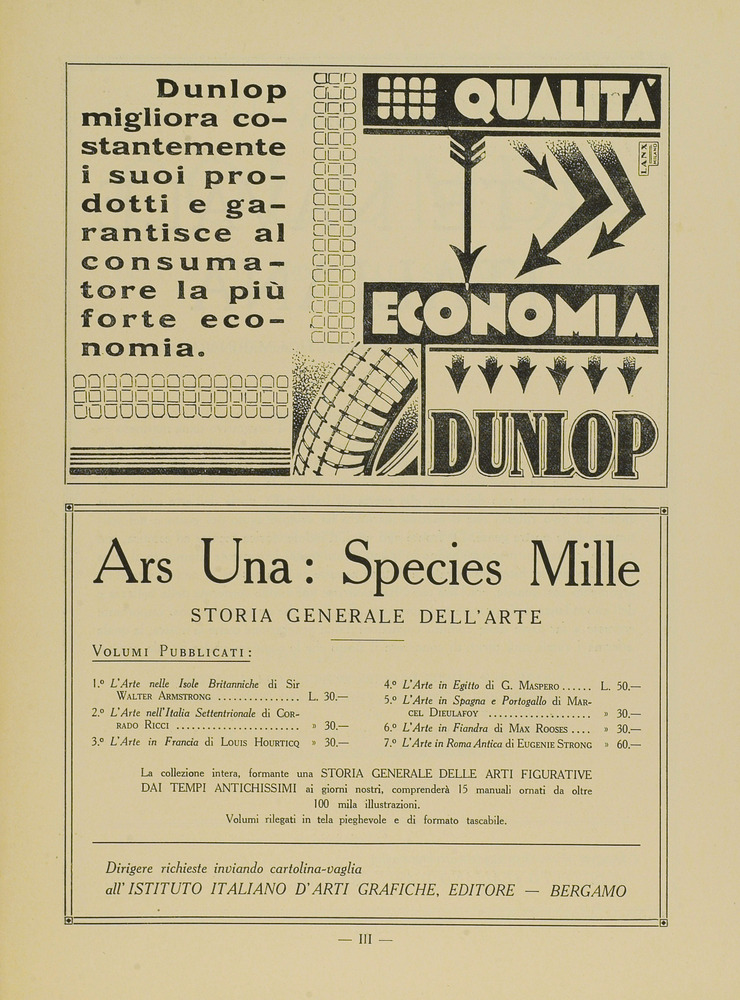 Dunlop
migliora co-
stantemente
i suoi pro-
dotti e ga-
rantisce al
consuma-
tore la più
forte eco-
nomia.
QUALITÀ
LANX
MILANO
ECONOMIA
DUNLOP
Ars Una: Species Mille
STORIA GENERALE DELL'ARTE
VOLUMI PUBBLICATI:
1.º L'Arte nelle Isole Britanniche di Sir
WALTER ARMSTRONG ................ L. 30.—
2.º L'Arte nell'Italia Settentrionale di COR-
RADO RICCI ........................ » 30.—
3.º L'Arte in Francia di LOUIS HOURTICQ » 30.—
4.º L'Arte in Egitto di G. MASPERO ...... L. 50.—
5.º L'Arte in Spagna e Portogallo di MAR-
CEL DIEULAFOY .................... » 30.—
6.º L'Arte in Fiandra di MAX ROOSES .... » 30.—
7.º L'Arte in Roma Antica di EUGENIE STRONG » 60.—
La collezione intera, formante una STORIA GENERALE DELLE ARTI FIGURATIVE
DAI TEMPI ANTICHISSIMI ai giorni nostri, comprenderà 15 manuali ornati da oltre
100 mila illustrazioni.
Volumi rilegati in tela pieghevole e di formato tascabile.
Dirigere richieste inviando cartolina-vaglia
all' ISTITUTO ITALIANO D'ARTI GRAFICHE, EDITORE — BERGAMO
— III —